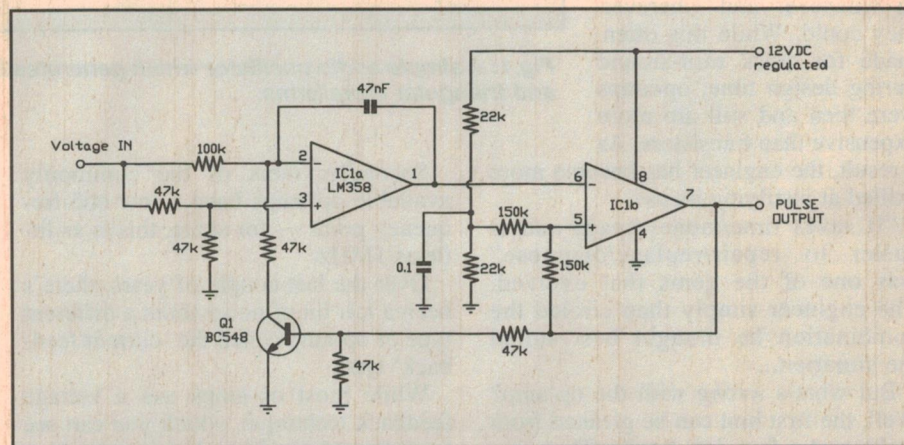 12VDC
regulated
47nF
22k
Voltage IN
100k
2
IC1a
LM358
1
6
8
IC1b
7
3
47k
150k
5
4
PULSE
OUTPUT
47k
47k
0.1
22k
150k
Q1
BC548
47k
47k